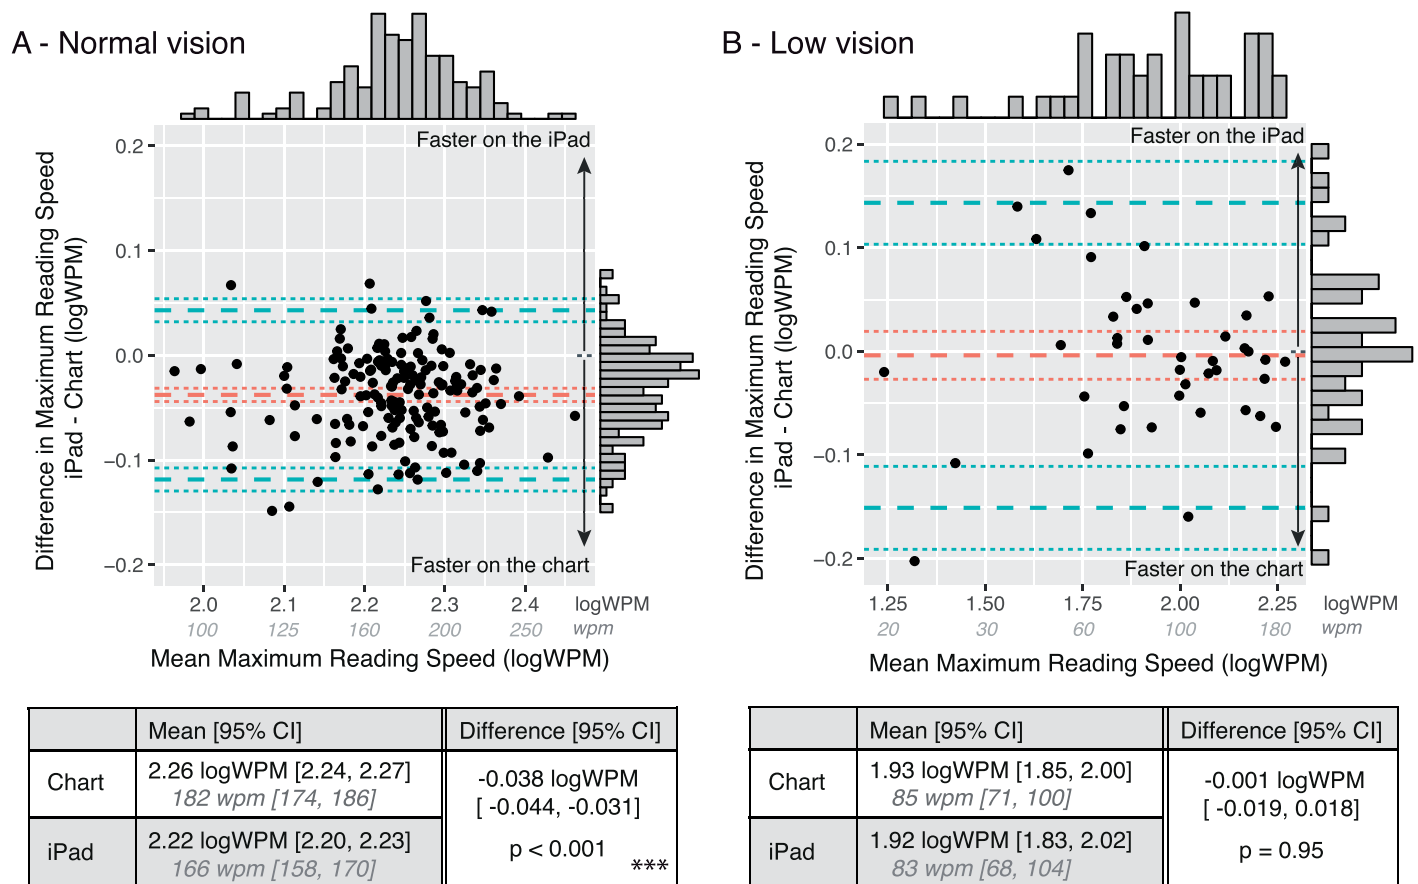 A - Normal vision
Faster on the iPad
0.2
0.1
0.0
−0.1
−0.2
Difference in Maximum Reading Speed
iPad - Chart (logWPM)
Faster on the chart
2.0 2.1 2.2 2.3 2.4 logWPM
100 125 160 200 250 wpm
Mean Maximum Reading Speed (logWPM)
Mean [95% CI] Difference [95% CI]
Chart 2.26 logWPM [2.24, 2.27]
182 wpm [174, 186]
iPad 2.22 logWPM [2.20, 2.23]
166 wpm [158, 170]
-0.038 logWPM
[ -0.044, -0.031]
p < 0.001
***
B - Low vision
Faster on the iPad
0.2
0.1
0.0
−0.1
−0.2
Difference in Maximum Reading Speed
iPad - Chart (logWPM)
Faster on the chart
1.25 1.50 1.75 2.00 2.25 logWPM
20 30 60 100 180 wpm
Mean Maximum Reading Speed (logWPM)
Mean [95% CI] Difference [95% CI]
Chart 1.93 logWPM [1.85, 2.00]
85 wpm [71, 100]
iPad 1.92 logWPM [1.83, 2.02]
83 wpm [68, 104]
-0.001 logWPM
[ -0.019, 0.018]
p = 0.95